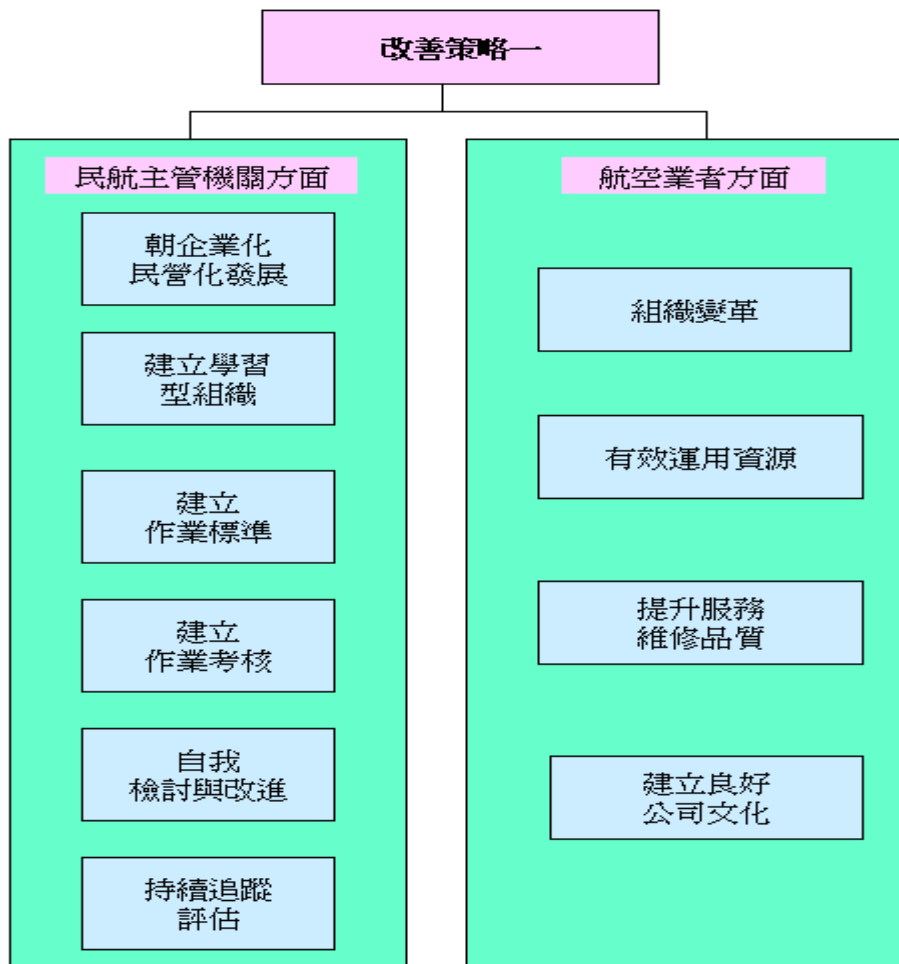 改善策略一
民航主管機關方面
朝企業化
民營化發展
建立學習
型組織
建立
作業標準
建立
作業考核
自我
檢討與改進
持續追蹤
評估
航空業者方面
組織變革
有效運用資源
提升服務
維修品質
建立良好
公司文化